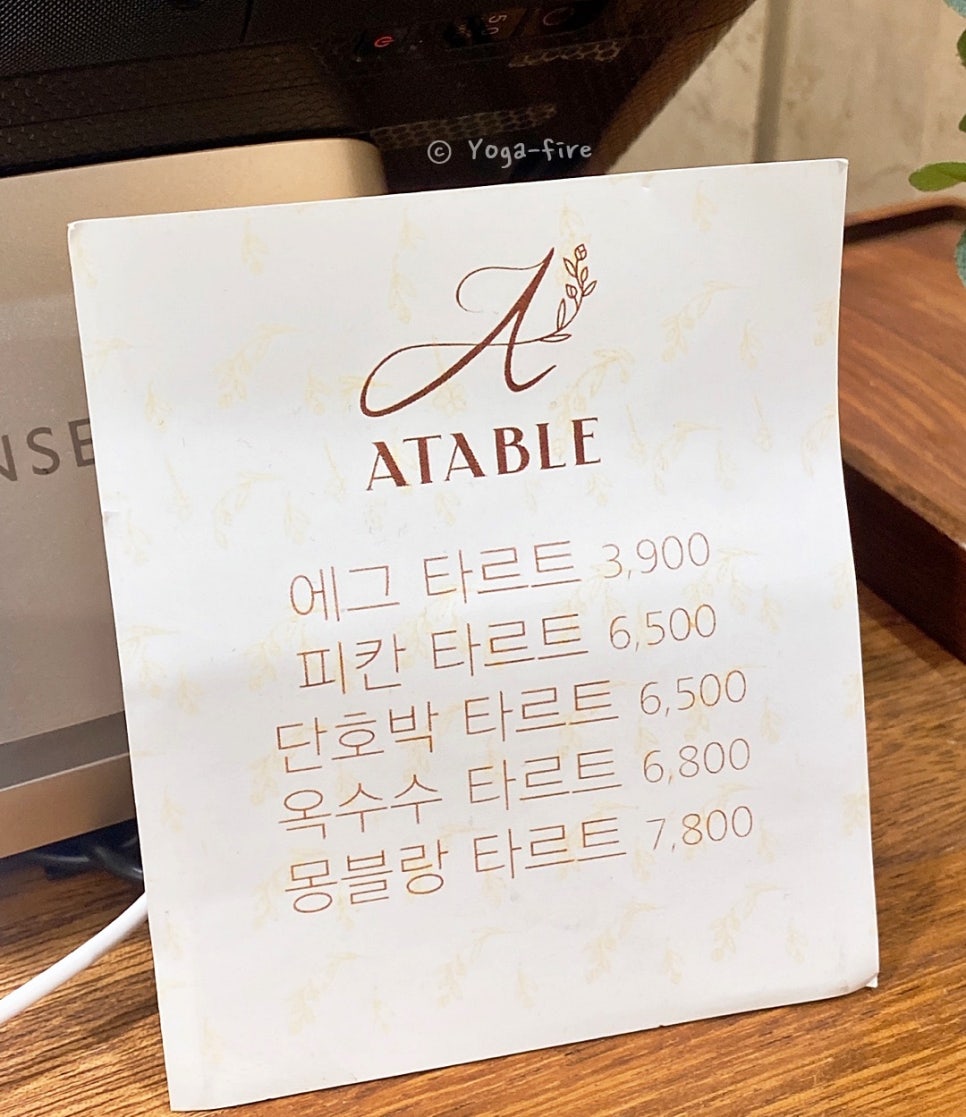 © Yoga-fire
A
ATABLE
에그 타르트 3,900
피칸 타르트 6,500
단호박 타르트 6,500
옥수수 타르트 6,800
몽블랑 타르트 7,800